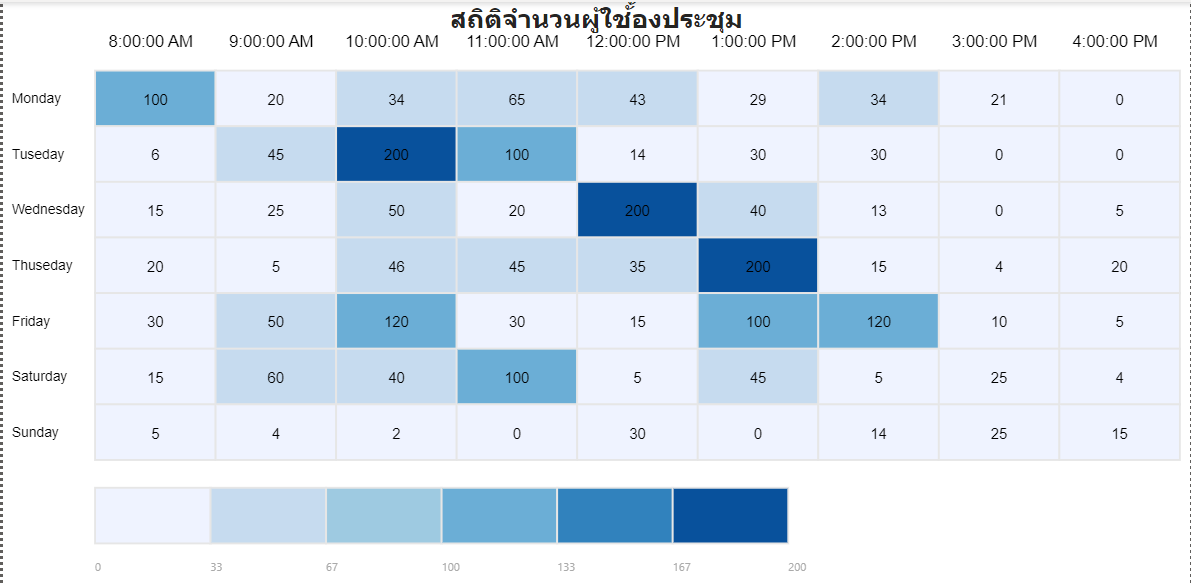 สถิติจำนวนผู้ใช้องประชุม
8:00:00 AM 9:00:00 AM 10:00:00 AM 11:00:00 AM 12:00:00 PM 1:00:00 PM 2:00:00 PM 3:00:00 PM 4:00:00 PM
Monday 100 20 34 65 43 29 34 21 0
Tuseday 6 45 200 100 14 30 30 0 0
Wednesday 15 25 50 20 200 40 13 0 5
Thuseday 20 5 46 45 35 200 15 4 20
Friday 30 50 120 30 15 100 120 10 5
Saturday 15 60 40 100 5 45 5 25 4
Sunday 5 4 2 0 30 0 14 25 15
0 33 67 100 133 167 200